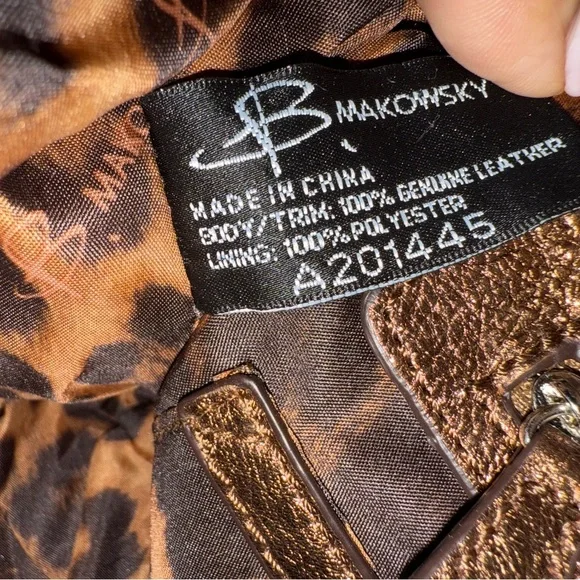 B MAKOWSKY
MADE IN CHINA
BODY/TRIM: 100% GENUINE LEATHER
LINING: 100% POLYESTER
A201445